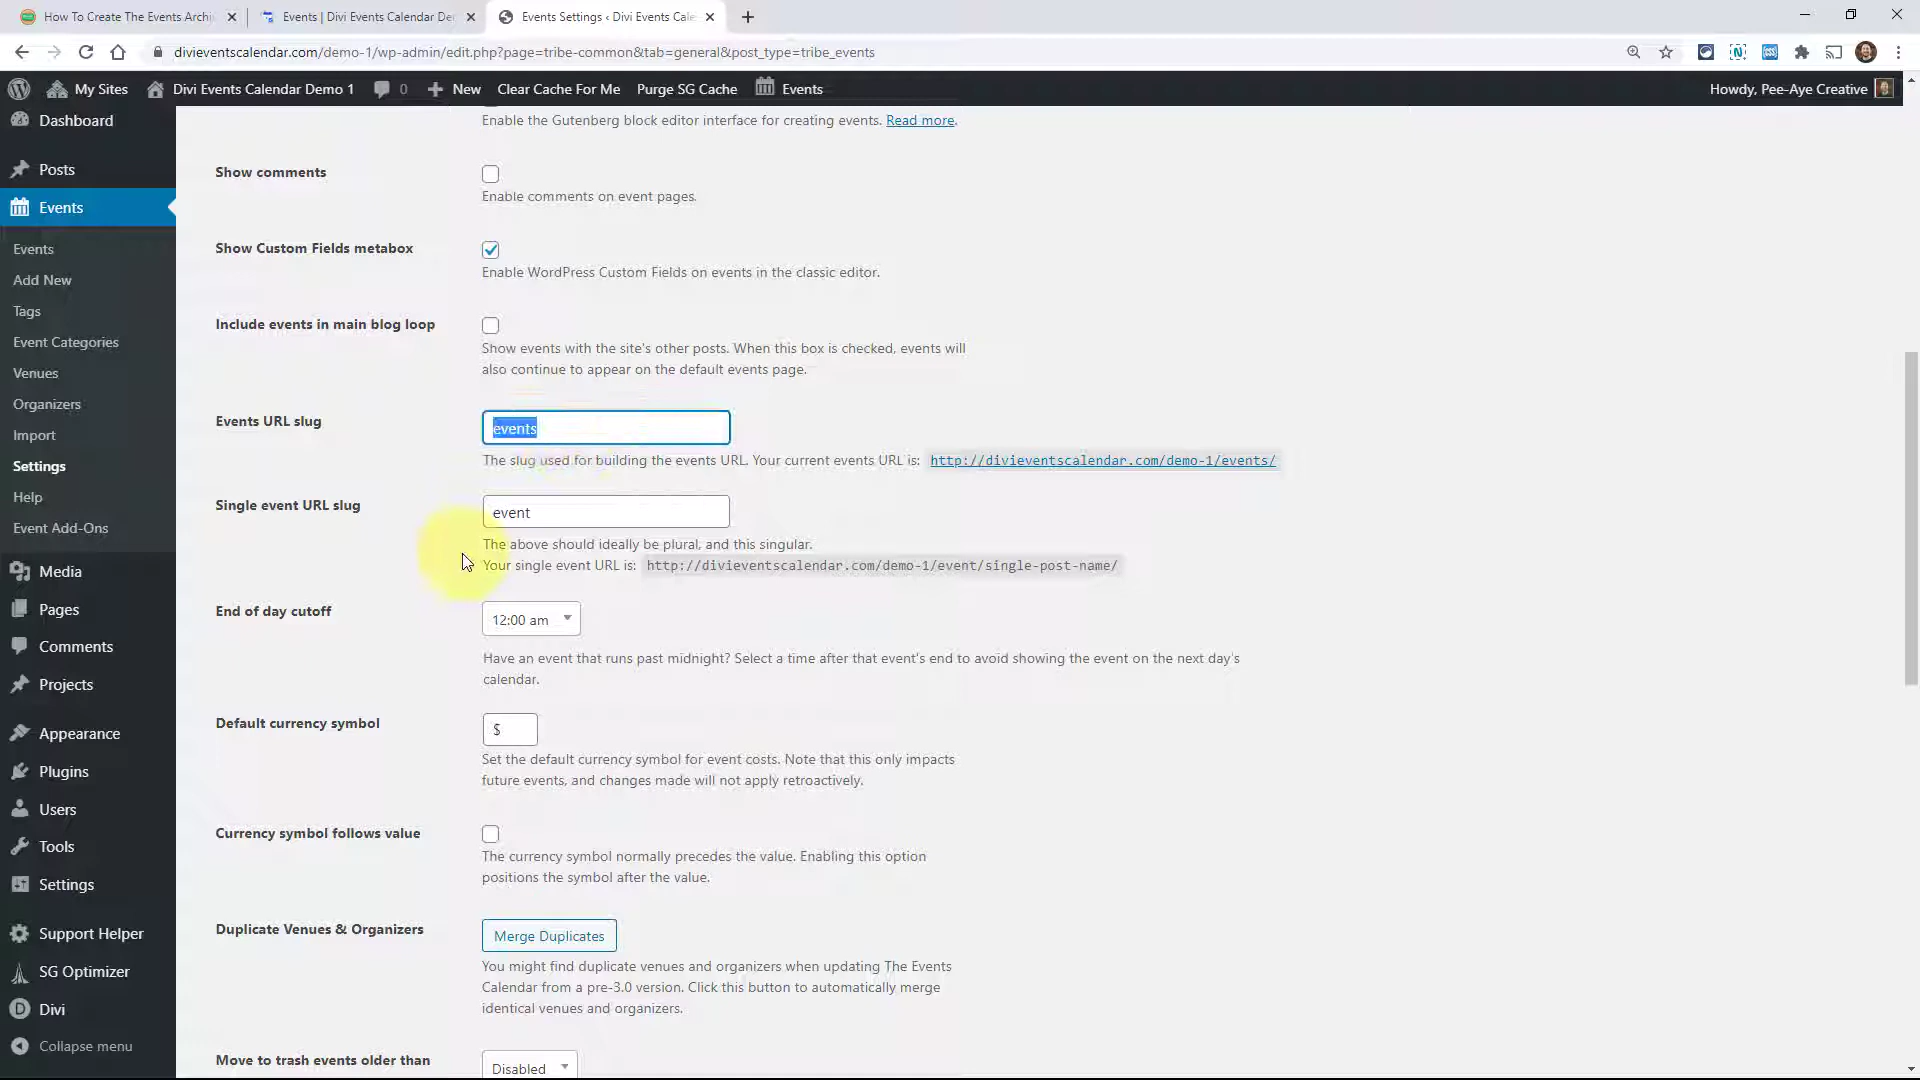 How To Create The Events Archi
Events | Divi Events Calendar De
Events Settings ‹ Divi Events Cale
divieventscalendar.com/demo-1/wp-admin/edit.php?page=tribe-common&tab=general&post_type=tribe_events
My Sites
Divi Events Calendar Demo 1
0
New
Clear Cache For Me
Purge SG Cache
Events
Howdy, Pee-Aye Creative
Dashboard
Posts
Events
Events
Add New
Tags
Event Categories
Venues
Organizers
Import
Settings
Help
Event Add-Ons
Media
Pages
Comments
Projects
Appearance
Plugins
Users
Tools
Settings
Support Helper
SG Optimizer
Divi
Collapse menu
Enable the Gutenberg block editor interface for creating events. Read more.
Show comments
Enable comments on event pages.
Show Custom Fields metabox
Enable WordPress Custom Fields on events in the classic editor.
Include events in main blog loop
Show events with the site's other posts. When this box is checked, events will
also continue to appear on the default events page.
Events URL slug
events
The slug used for building the events URL. Your current events URL is: http://divieventscalendar.com/demo-1/events/
Single event URL slug
event
The above should ideally be plural, and this singular.
Your single event URL is: http://divieventscalendar.com/demo-1/event/single-post-name/
End of day cutoff
12:00 am
Have an event that runs past midnight? Select a time after that event's end to avoid showing the event on the next day's
calendar.
Default currency symbol
$
Set the default currency symbol for event costs. Note that this only impacts
future events, and changes made will not apply retroactively.
Currency symbol follows value
The currency symbol normally precedes the value. Enabling this option
positions the symbol after the value.
Duplicate Venues & Organizers
Merge Duplicates
You might find duplicate venues and organizers when updating The Events
Calendar from a pre-3.0 version. Click this button to automatically merge
identical venues and organizers.
Move to trash events older than
Disabled